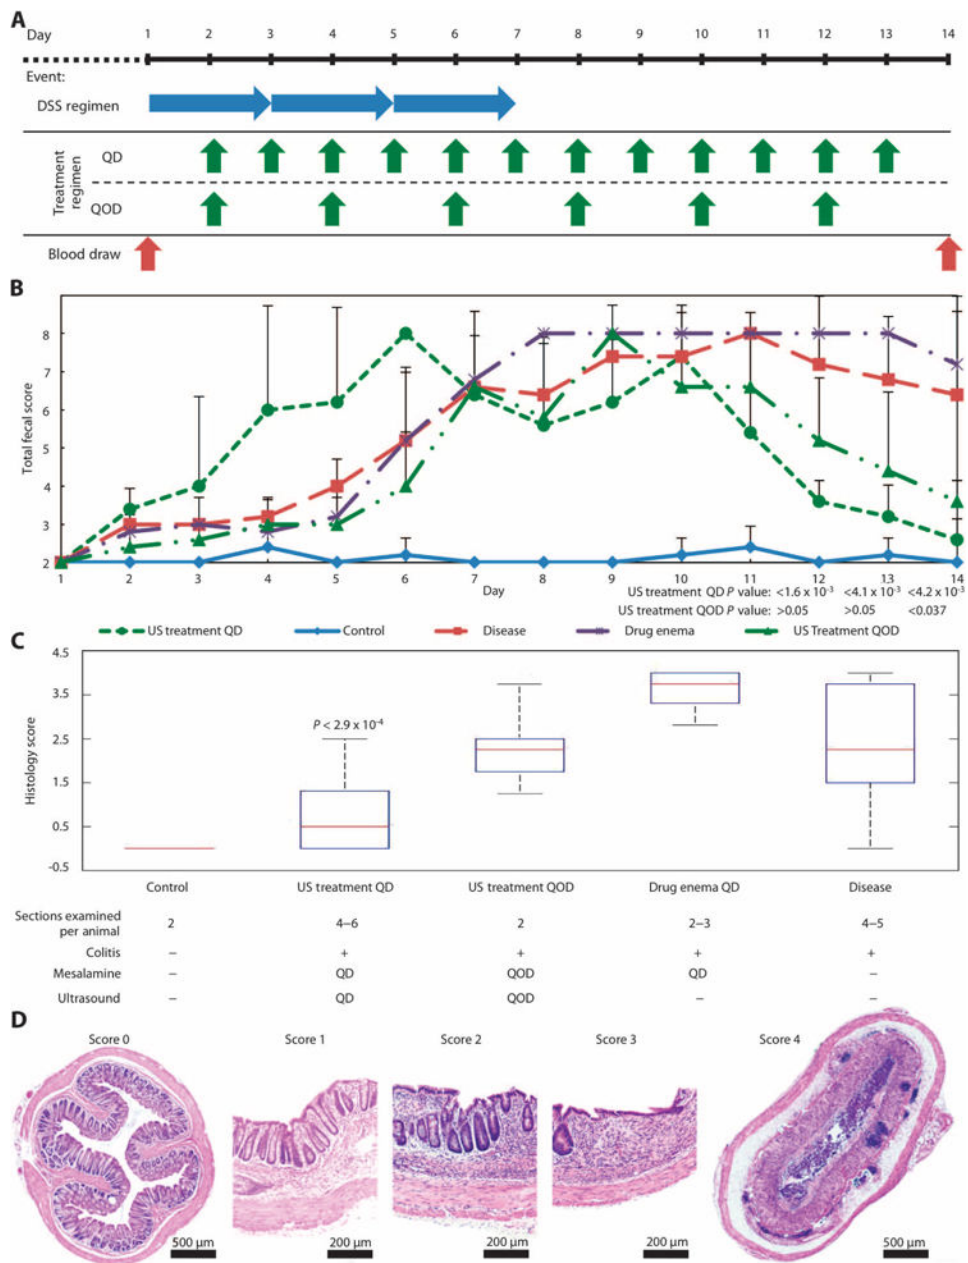 A
Day 1 2 3 4 5 6 7 8 9 10 11 12 13 14
Event:
DSS regimen
Treatment regimen
QD
QOD
Blood draw
B
Total fecal score
8
7
6
5
4
3
2
1 2 3 4 5 6 7 8 9 10 11 12 13 14
Day
US treatment QD P value: <1.6 x 10-3 <4.1 x 10-3 <4.2 x 10-3
US treatment QOD P value: >0.05 >0.05 <0.037
US treatment QD Control Disease Drug enema US Treatment QOD
C
Histology score
4.5
3.5
2.5
1.5
0.5
-0.5
P < 2.9 x 10-4
Control US treatment QD US treatment QOD Drug enema QD Disease
Sections examined
per animal 2 4–6 2 2–3 4–5
Colitis – + + + +
Mesalamine – QD QOD QD –
Ultrasound – QD QOD – –
D
Score 0 Score 1 Score 2 Score 3 Score 4
500 µm 200 µm 200 µm 200 µm 500 µm